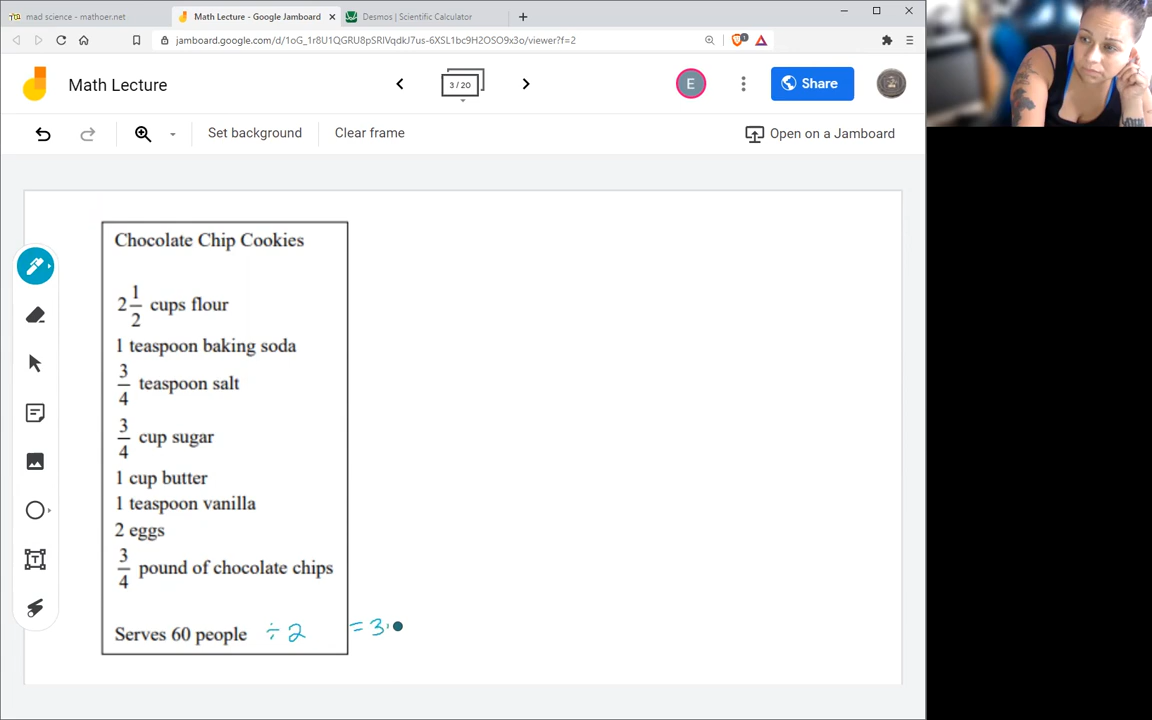 mad science - mathoer.net
Math Lecture - Google Jamboard
Desmos | Scientific Calculator
jamboard.google.com/d/1oG_1r8U1QGRU8pSRIVqdkJ7us-6XSL1bc9H2OSO9x3o/viewer?f=2
Math Lecture
3 / 20
E
Share
Set background
Clear frame
Open on a Jamboard
Chocolate Chip Cookies
2 1/2 cups flour
1 teaspoon baking soda
3/4 teaspoon salt
3/4 cup sugar
1 cup butter
1 teaspoon vanilla
2 eggs
3/4 pound of chocolate chips
Serves 60 people ÷ 2 = 3